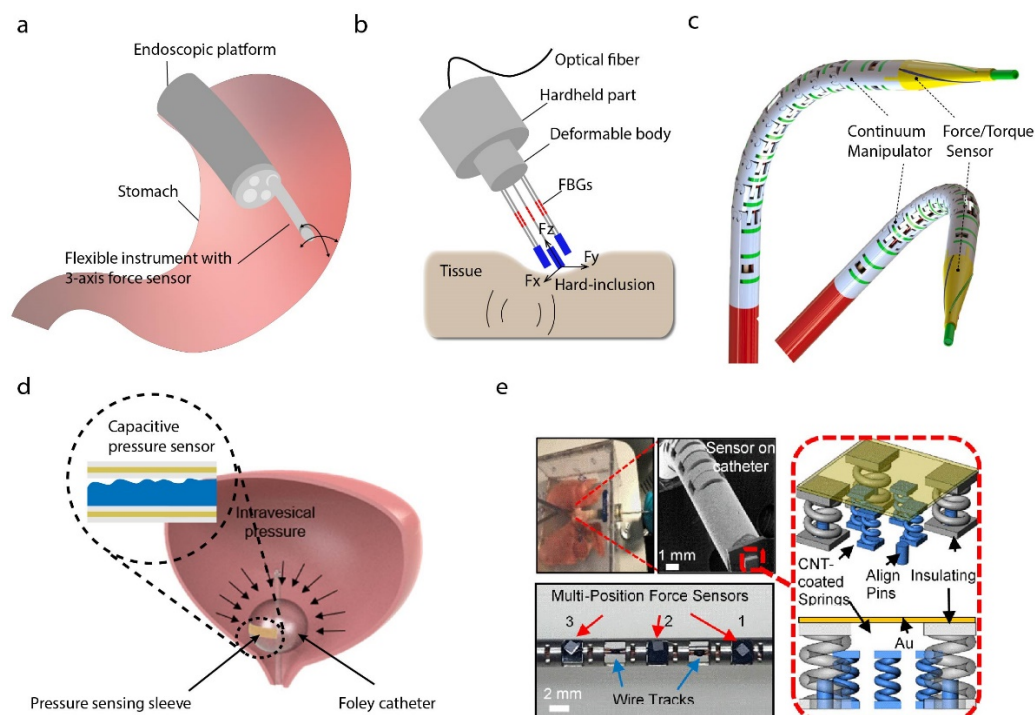 a
Endoscopic platform
Stomach
Flexible instrument with
3-axis force sensor
b
Optical fiber
Hardheld part
Deformable body
FBGs
Fz
Fy
Fx
Tissue
Hard-inclusion
c
Continuum
Manipulator
Force/Torque
Sensor
d
Capacitive
pressure sensor
Intravesical
pressure
Pressure sensing sleeve
Foley catheter
e
Sensor on
catheter
1 mm
Multi-Position Force Sensors
3
2
1
Wire Tracks
2 mm
CNT-
coated
Springs
Align
Pins
Insulating
Au